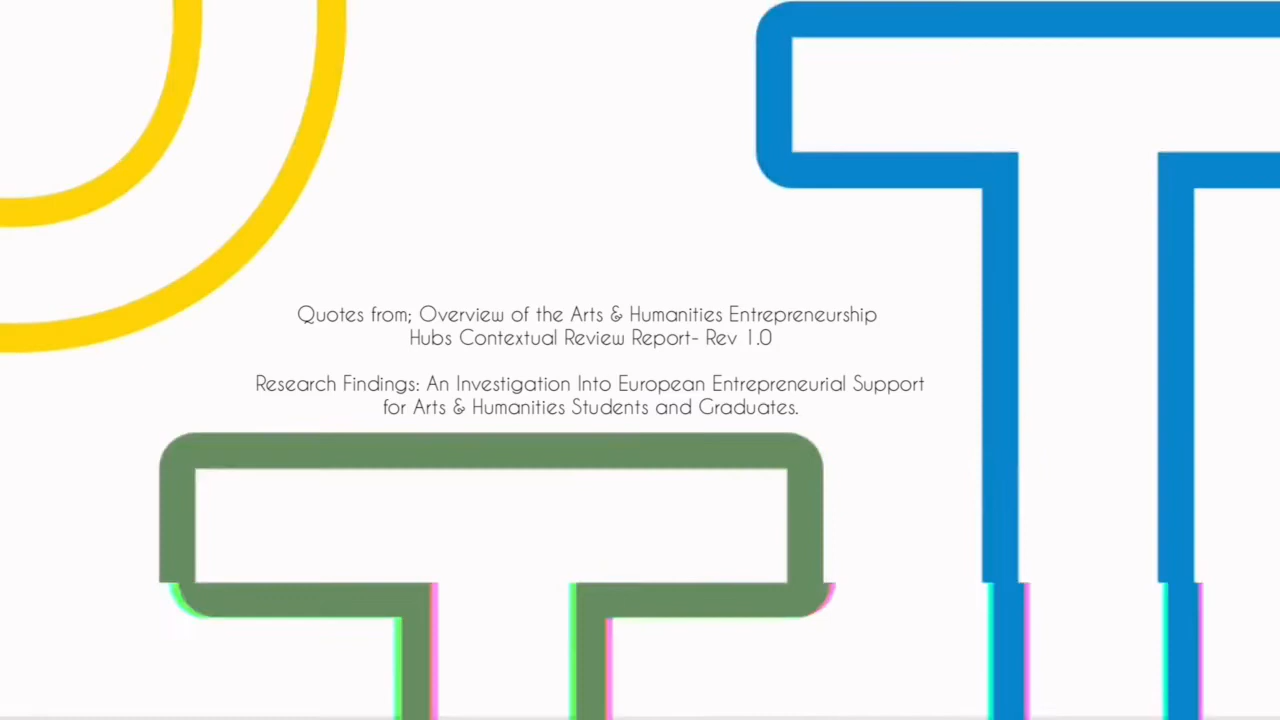 Quotes from; Overview of the Arts & Humanities Entrepreneurship
Hubs Contextual Review Report- Rev 1.0
Research Findings: An Investigation Into European Entrepreneurial Support
for Arts & Humanities Students and Graduates.